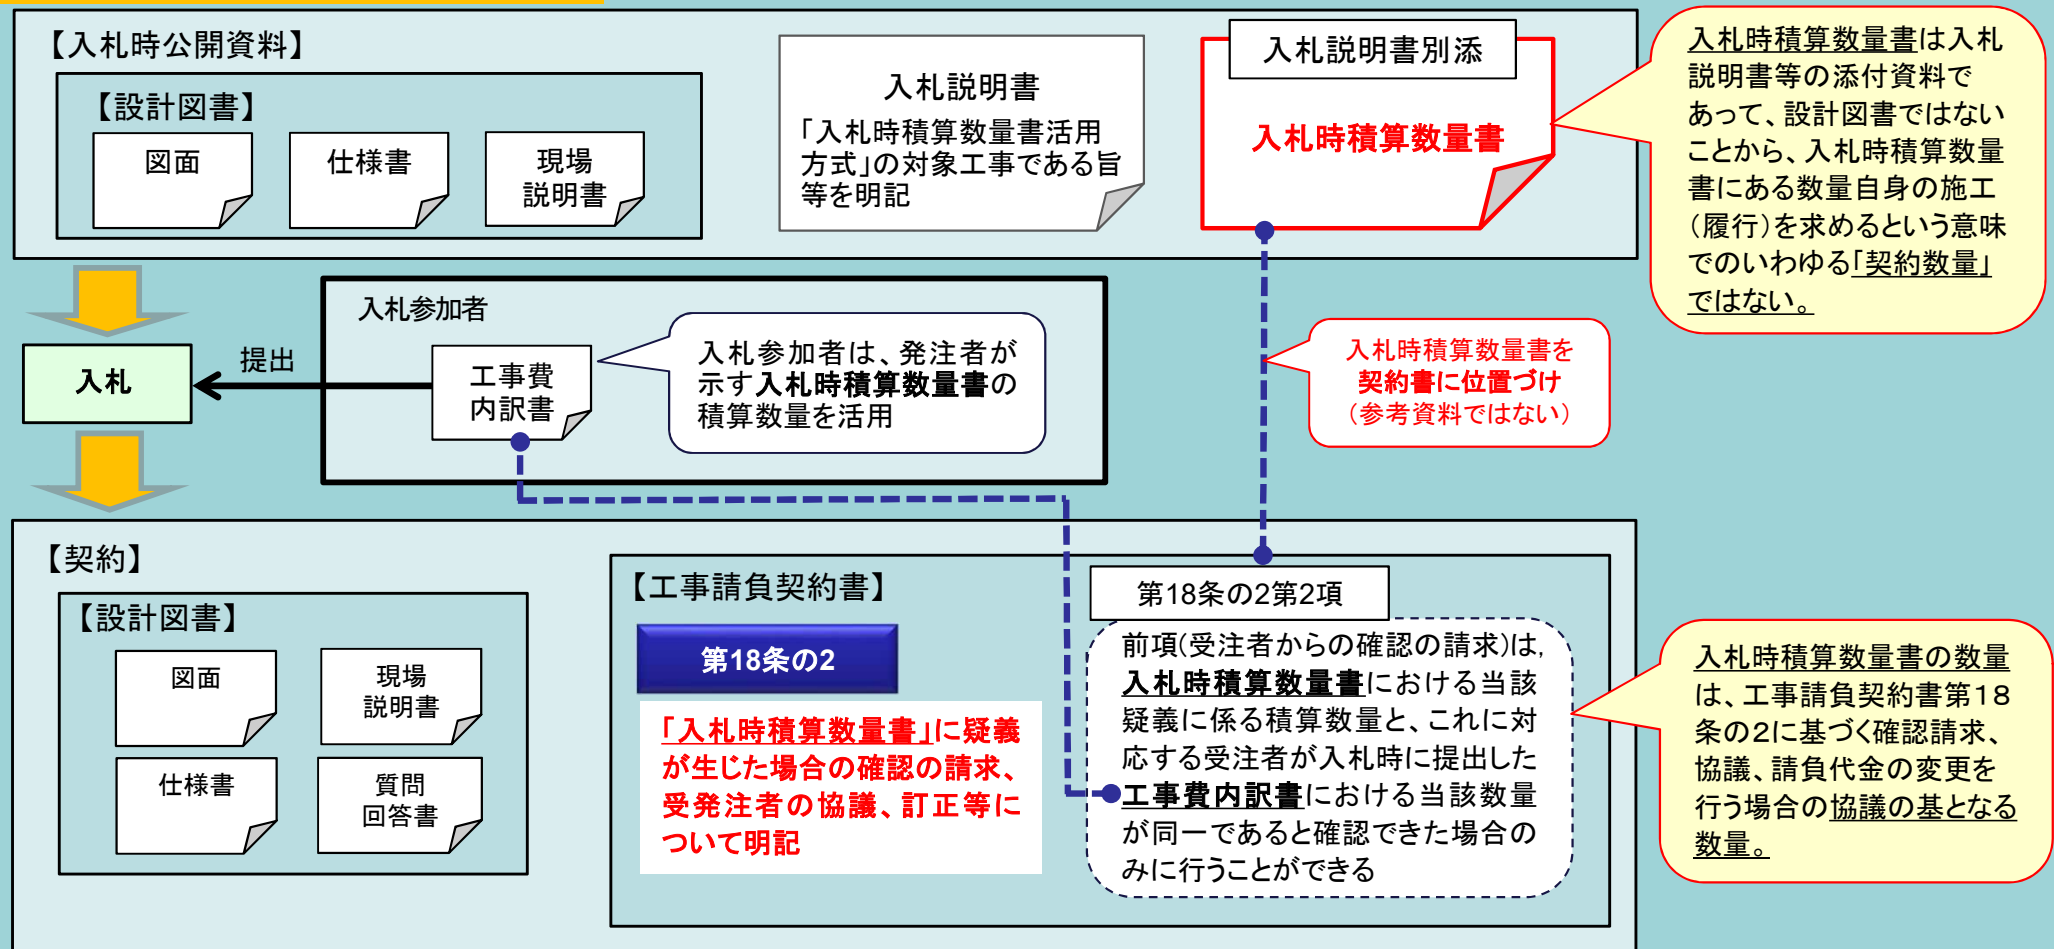 【入札時公開資料】
【設計図書】
図面
仕様書
現場
説明書
入札説明書
「入札時積算数量書活用
方式」の対象工事である旨
等を明記
入札説明書別添
入札時積算数量書
入札時積算数量書は入札
説明書等の添付資料で
あって、設計図書ではない
ことから、入札時積算数量
書にある数量自身の施工
（履行）を求めるという意味
でのいわゆる「契約数量」
ではない。
入札参加者
入札
提出
工事費
内訳書
入札参加者は、発注者が
示す入札時積算数量書の
積算数量を活用
入札時積算数量書を
契約書に位置づけ
（参考資料ではない）
【契約】
【設計図書】
図面
現場
説明書
仕様書
質問
回答書
【工事請負契約書】
第18条の2
「入札時積算数量書」に疑義
が生じた場合の確認の請求、
受発注者の協議、訂正等に
ついて明記
第18条の2第2項
前項(受注者からの確認の請求)は,
入札時積算数量書における当該
疑義に係る積算数量と、これに対
応する受注者が入札時に提出した
工事費内訳書における当該数量
が同一であると確認できた場合の
みに行うことができる
入札時積算数量書の数量
は、工事請負契約書第１８
条の２に基づく確認請求、
協議、請負代金の変更を
行う場合の協議の基となる
数量。